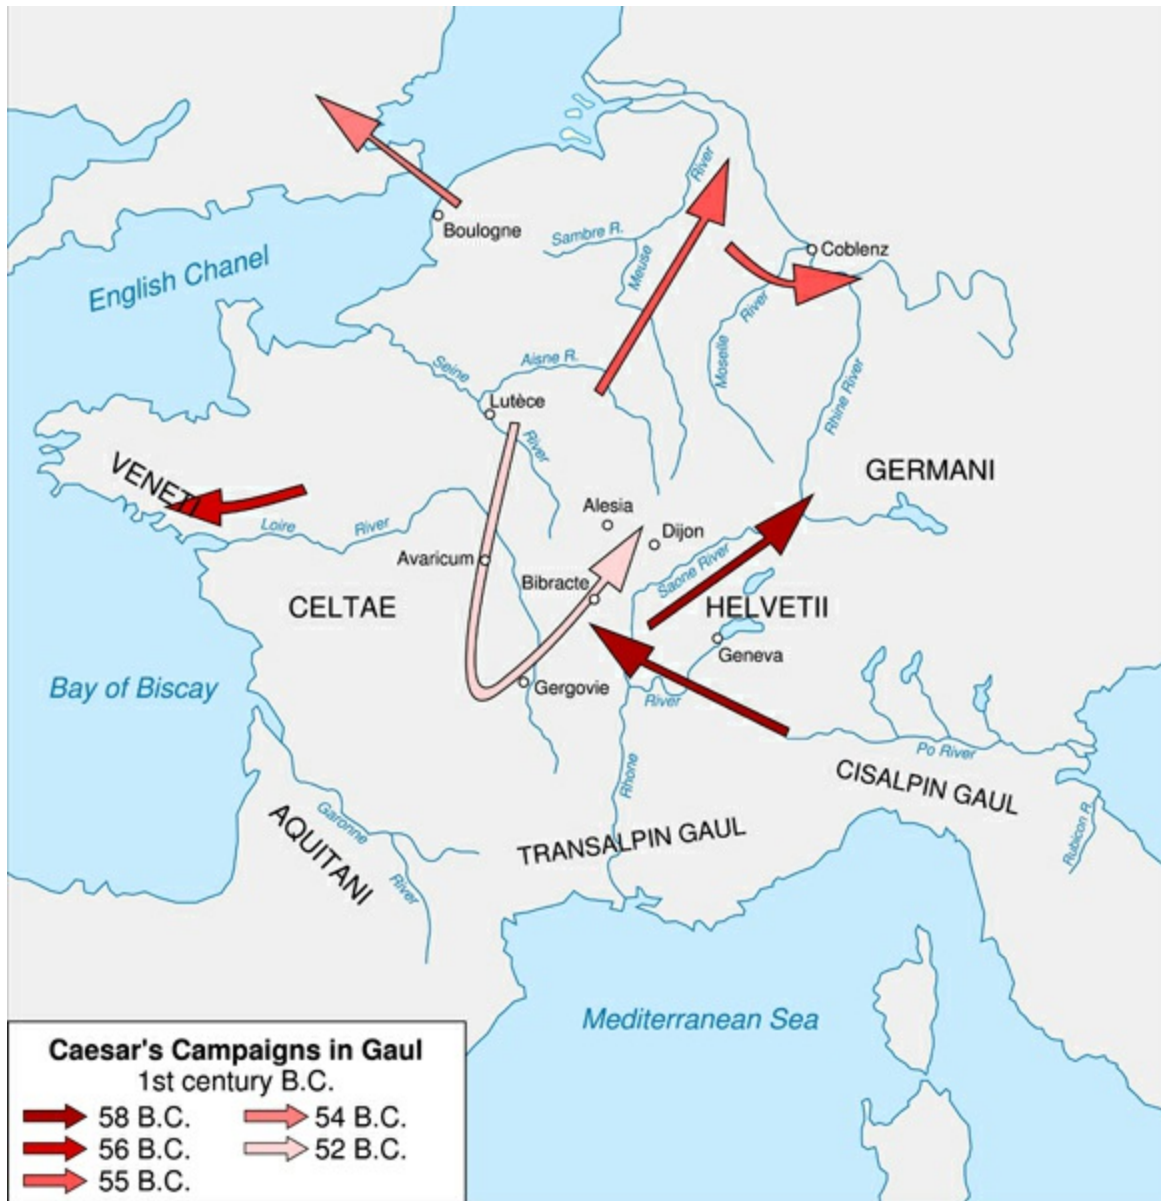 River
Boulogne
Sambre R.
Coblenz
English Chanel
Meuse
River
Moselle
Seine
Aisne R.
Rhine River
Lutèce
River
VENETI
GERMANI
Alesia
Loire
River
Dijon
Avaricum
Saone River
Bibracte
CELTAE
HELVETII
Geneva
Bay of Biscay
Gergovie
River
Po River
Rhone
CISALPIN GAUL
Garonne
AQUITANI
TRANSALPIN GAUL
Rubicon R.
River
Mediterranean Sea
Caesar's Campaigns in Gaul
1st century B.C.
58 B.C.
54 B.C.
56 B.C.
52 B.C.
55 B.C.